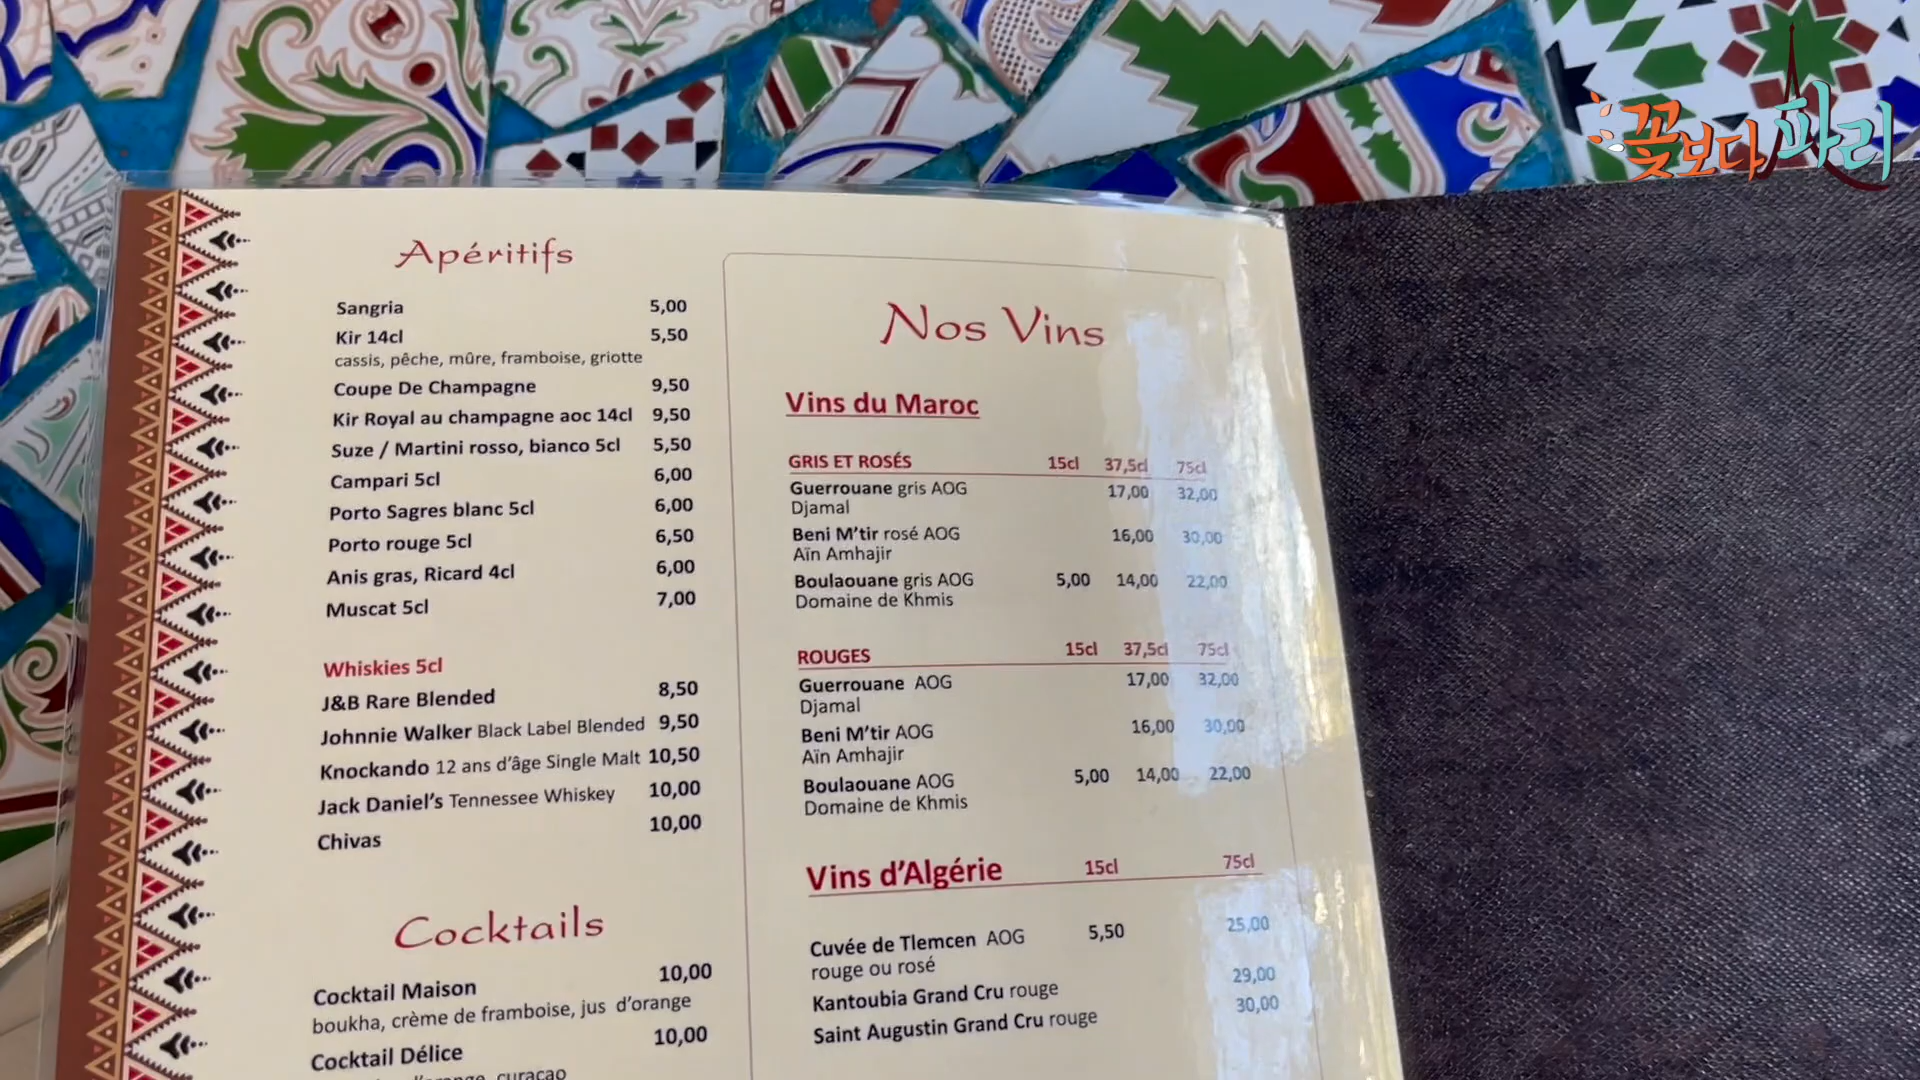 꽃보다 파리
Apéritifs
Sangria 5,00
Kir 14cl 5,50
cassis, pêche, mûre, framboise, griotte
Coupe De Champagne 9,50
Kir Royal au champagne aoc 14cl 9,50
Suze / Martini rosso, bianco 5cl 5,50
Campari 5cl 6,00
Porto Sagres blanc 5cl 6,00
Porto rouge 5cl 6,50
Anis gras, Ricard 4cl 6,00
Muscat 5cl 7,00
Whiskies 5cl
J&B Rare Blended 8,50
Johnnie Walker Black Label Blended 9,50
Knockando 12 ans d'âge Single Malt 10,50
Jack Daniel's Tennessee Whiskey 10,00
Chivas 10,00
Cocktails
Cocktail Maison 10,00
boukha, crème de framboise, jus d'orange
Cocktail Délice 10,00
curaçao
Nos Vins
Vins du Maroc
GRIS ET ROSÉS 15cl 37,5cl 75cl
Guerrouane gris AOG 17,00 32,00
Djamal
Beni M'tir rosé AOG 16,00 30,00
Aïn Amhajir
Boulaouane gris AOG 5,00 14,00 22,00
Domaine de Khmis
ROUGES 15cl 37,5cl 75cl
Guerrouane AOG 17,00 32,00
Djamal
Beni M'tir AOG 16,00 30,00
Aïn Amhajir
Boulaouane AOG 5,00 14,00 22,00
Domaine de Khmis
Vins d'Algérie 15cl 75cl
Cuvée de Tlemcen AOG 5,50 25,00
rouge ou rosé
Kantoubia Grand Cru rouge 29,00
Saint Augustin Grand Cru rouge 30,00